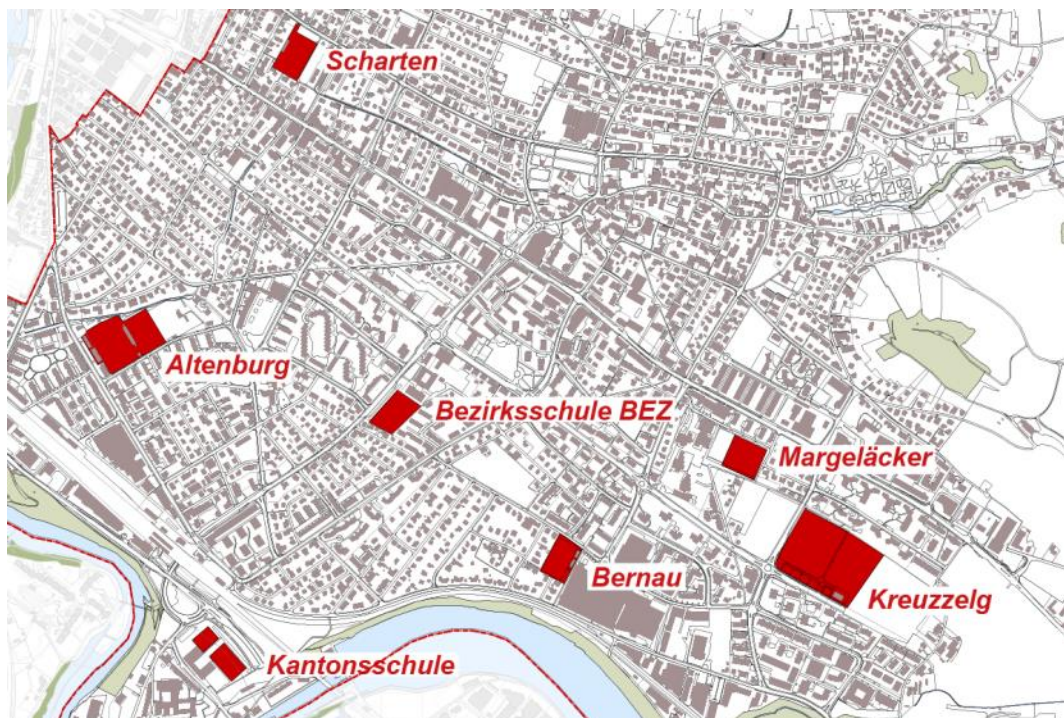 Scharten
Altenburg
Bezirksschule BEZ
Margeläcker
Bernau
Kreuzzelg
Kantonsschule